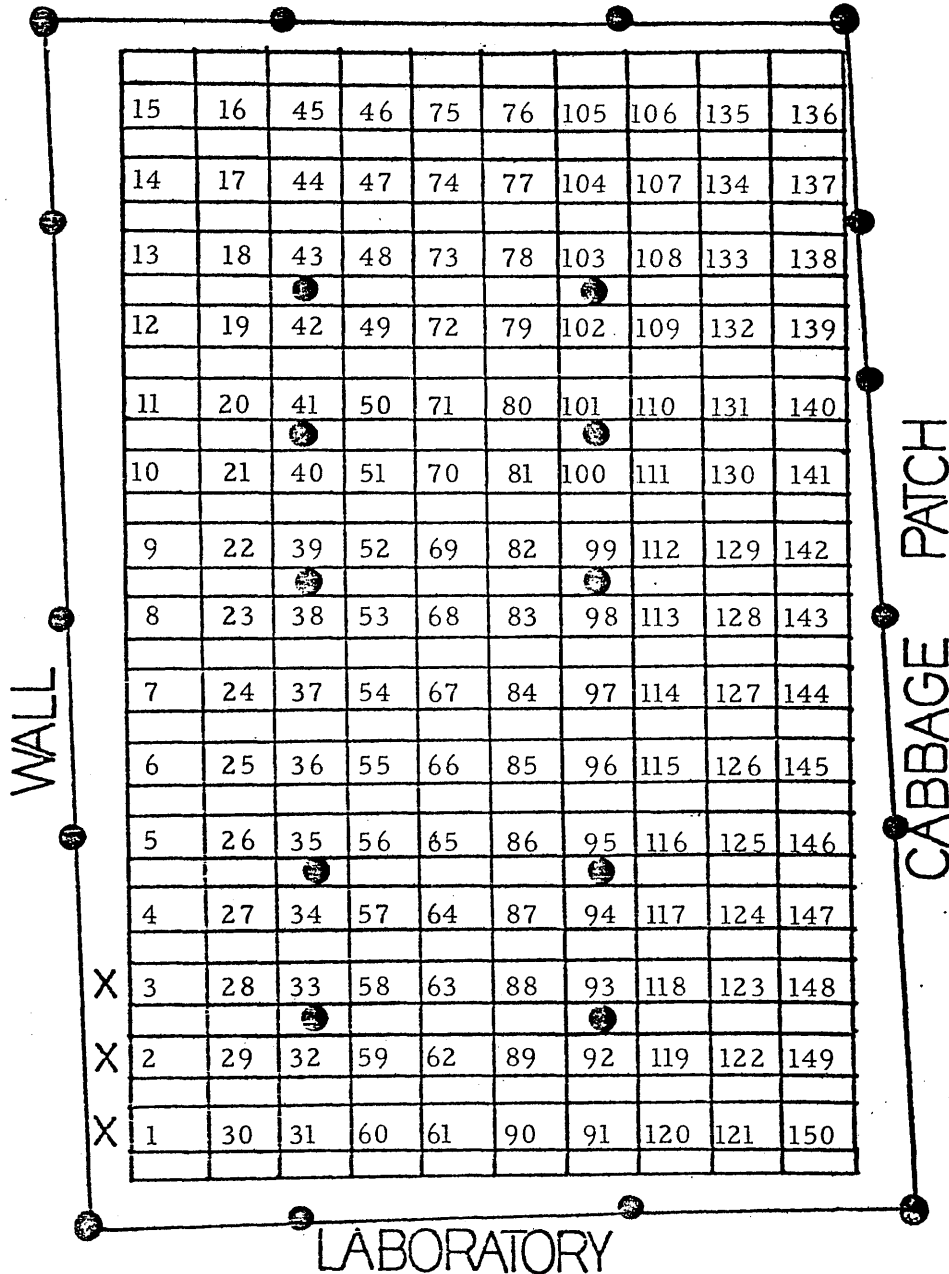 15 16 45 46 75 76 105 106 135 136
14 17 44 47 74 77 104 107 134 137
13 18 43 48 73 78 103 108 133 138
12 19 42 49 72 79 102 109 132 139
11 20 41 50 71 80 101 110 131 140
10 21 40 51 70 81 100 111 130 141
9 22 39 52 69 82 99 112 129 142
8 23 38 53 68 83 98 113 128 143
7 24 37 54 67 84 97 114 127 144
6 25 36 55 66 85 96 115 126 145
5 26 35 56 65 86 95 116 125 146
4 27 34 57 64 87 94 117 124 147
X 3 28 33 58 63 88 93 118 123 148
X 2 29 32 59 62 89 92 119 122 149
X 1 30 31 60 61 90 91 120 121 150
WALL
CABBAGE PATCH
LABORATORY